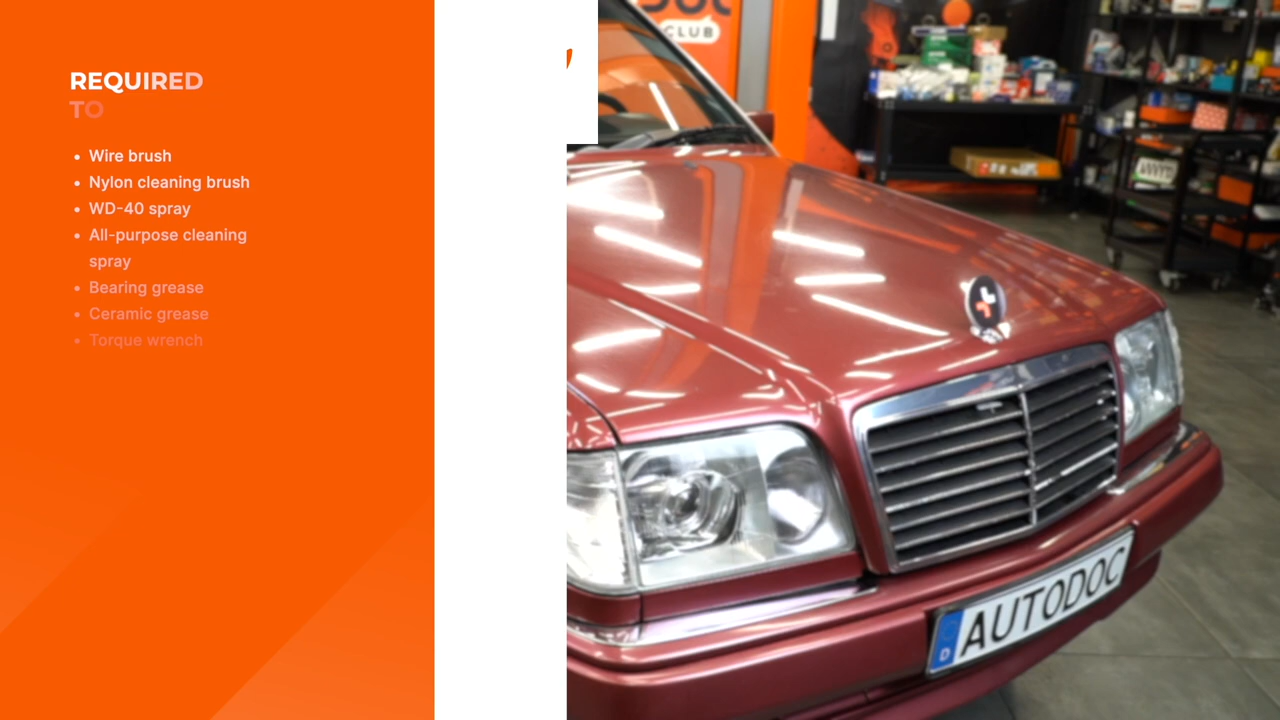 REQUIRED
TO
Wire brush
Nylon cleaning brush
WD-40 spray
All-purpose cleaning
spray
Bearing grease
Ceramic grease
Torque wrench
CLUB
AUTODOC